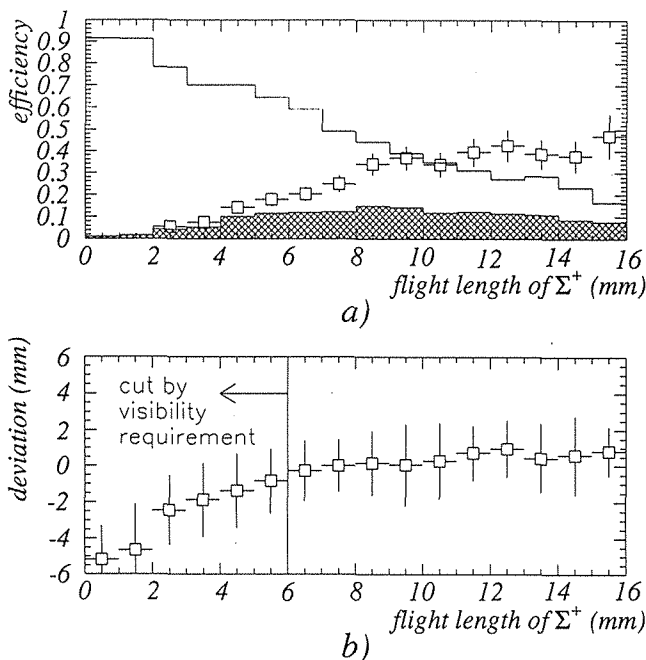 efficiency
1
0.9
0.8
0.7
0.6
0.5
0.4
0.3
0.2
0.1
0
0 2 4 6 8 10 12 14 16
flight length of Σ⁺ (mm)
a)
deviation (mm)
6
4
2
0
-2
-4
-6
cut by
visibility
requirement
0 2 4 6 8 10 12 14 16
flight length of Σ⁺ (mm)
b)